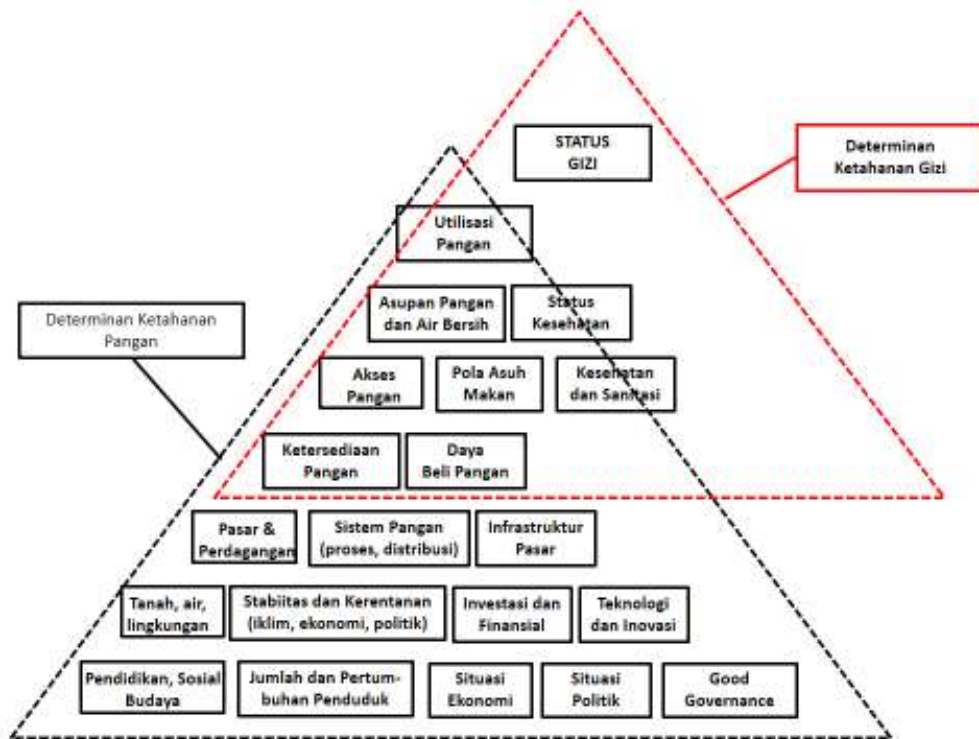 STATUS
GIZI
Determinan
Ketahanan Gizi
Utilisasi
Pangan
Asupan Pangan
dan Air Bersih
Status
Kesehatan
Determinan Ketahanan
Pangan
Akses
Pangan
Pola Asuh
Makan
Kesehatan
dan Sanitasi
Ketersediaan
Pangan
Daya
Beli Pangan
Pasar &
Perdagangan
Sistem Pangan
(proses, distribusi)
Infrastruktur
Pasar
Tanah, air,
lingkungan
Stabiitas dan Kerentanan
(iklim, ekonomi, politik)
Investasi dan
Finansial
Teknologi
dan Inovasi
Pendidikan, Sosial
Budaya
Jumlah dan Pertum-
buhan Penduduk
Situasi
Ekonomi
Situasi
Politik
Good
Governance